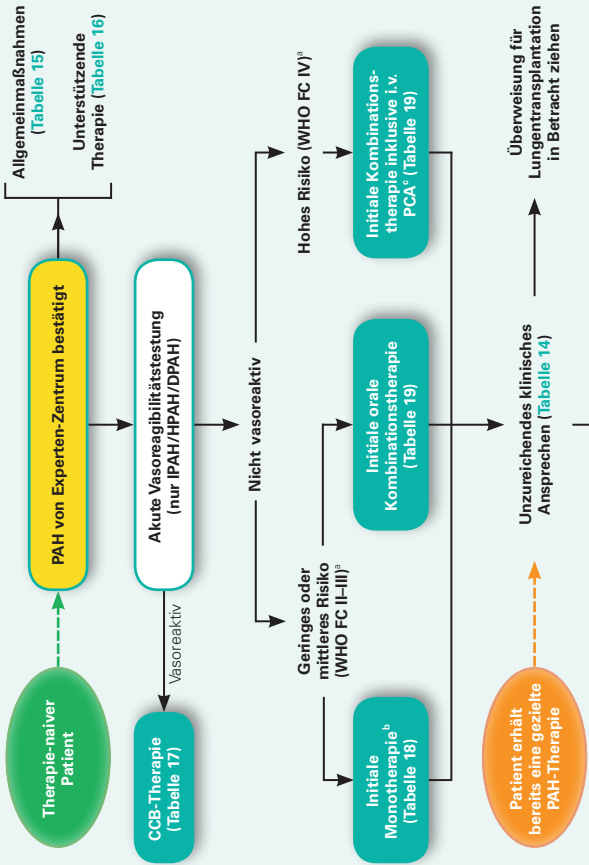 Therapie-naiver
Patient
PAH von Experten-Zentrum bestätigt
Allgemeinmaßnahmen
(Tabelle 15)
Unterstützende
Therapie (Tabelle 16)
CCB-Therapie
(Tabelle 17)
Vasoreaktiv
Akute Vasoreagibilitätstestung
(nur IPAH/HPAH/DPAH)
Nicht vasoreaktiv
Geringes oder
mittleres Risiko
(WHO FC II–III)ᵃ
Hohes Risiko (WHO FC IV)ᵃ
Initiale
Monotherapieᵇ
(Tabelle 18)
Initiale orale
Kombinationstherapie
(Tabelle 19)
Initiale Kombinations-
therapie inklusive i.v.
PCAᶜ (Tabelle 19)
Patient erhält
bereits eine gezielte
PAH-Therapie
Unzureichendes klinisches
Ansprechen (Tabelle 14)
Überweisung für
Lungentransplantation
in Betracht ziehen